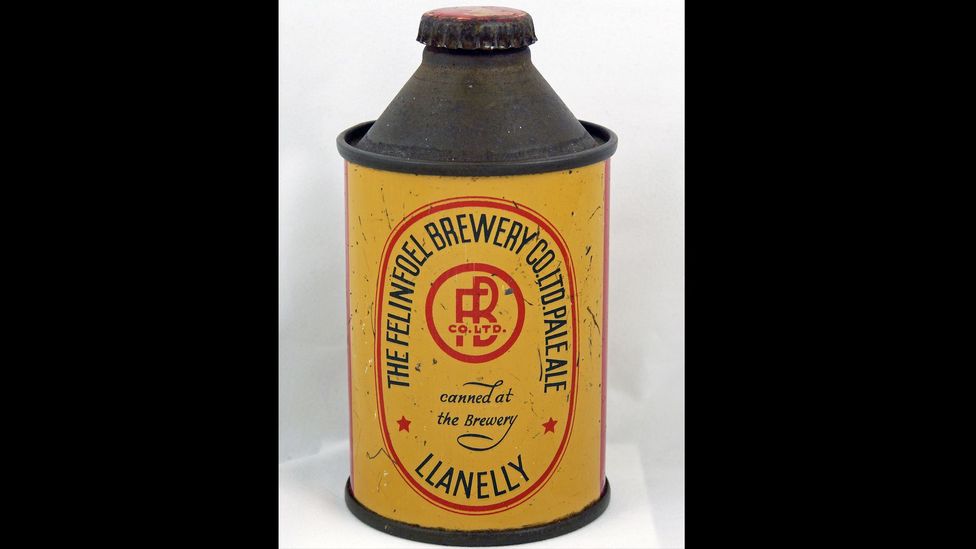 THE FELINFOEL BREWERY CO. LTD. PALE ALE
FB
CO. LTD.
canned at
the Brewery
LLANELLY